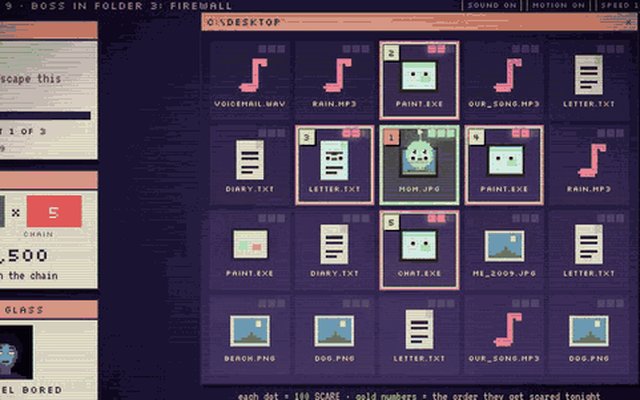 9 · BOSS IN FOLDER 3: FIREWALL
SOUND ON
MOTION ON
SPEED 1
C:\DESKTOP
scape this
T 1 OF 3
9
x
5
CHAIN
,500
n the chain
GLASS
EL BORED
2
VOICEMAIL.WAV
RAIN.MP3
PAINT.EXE
OUR_SONG.MP3
LETTER.TXT
3
1
4
DIARY.TXT
LETTER.TXT
MOM.JPG
PAINT.EXE
RAIN.MP3
5
PAINT.EXE
DIARY.TXT
CHAT.EXE
ME_2009.JPG
LETTER.TXT
BEACH.PNG
DOG.PNG
LETTER.TXT
OUR_SONG.MP3
DOG.PNG
each dot = 100 SCARE · gold numbers = the order they get scared tonight